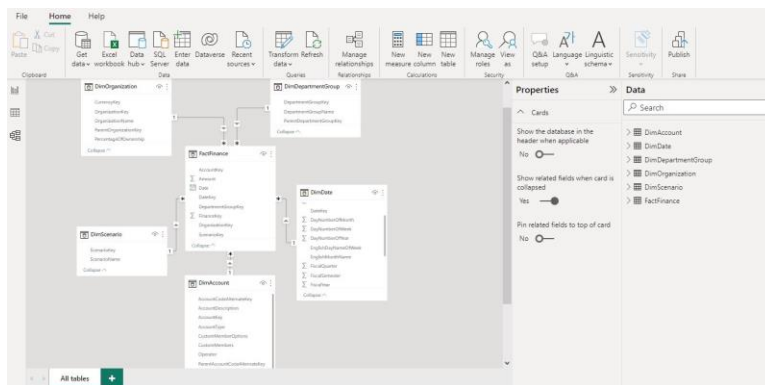 File Home Help
Cut
Copy
Paste
Get data
Excel workbook
Data hub
SQL Server
Enter data
Dataverse
Recent sources
Transform data
Refresh
Manage relationships
New measure
New column
New table
Manage roles
View as
Q&A setup
Language
Linguistic schema
Sensitivity
Publish
Clipboard
Data
Queries
Relationships
Calculations
Security
Q&A
Sensitivity
Share
DimOrganization
CurrencyKey
OrganizationKey
OrganizationName
ParentOrganizationKey
PercentageOfOwnership
Collapse
DimDepartmentGroup
DepartmentGroupKey
DepartmentGroupName
ParentDepartmentGroupKey
Collapse
FactFinance
AccountKey
Amount
Date
DateKey
DepartmentGroupKey
FinanceKey
OrganizationKey
ScenarioKey
Collapse
DimDate
DateKey
DayNumberOfMonth
DayNumberOfWeek
DayNumberOfYear
EnglishDayNameOfWeek
EnglishMonthName
FiscalQuarter
FiscalSemester
FiscalYear
Collapse
DimScenario
ScenarioKey
ScenarioName
Collapse
DimAccount
AccountCodeAlternateKey
AccountDescription
AccountKey
AccountType
CustomMemberOptions
CustomMembers
Operator
ParentAccountCodeAlternateKey
Properties
Cards
Show the database in the
header when applicable
No
Show related fields when card is
collapsed
Yes
Pin related fields to top of card
No
Data
Search
DimAccount
DimDate
DimDepartmentGroup
DimOrganization
DimScenario
FactFinance
All tables